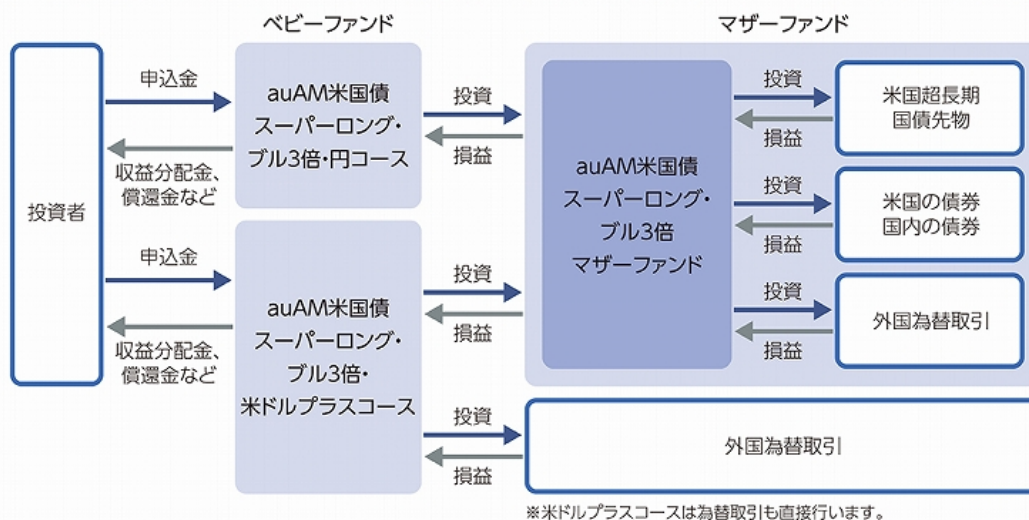 ベビーファンド
マザーファンド
投資者
申込金
収益分配金、
償還金など
申込金
収益分配金、
償還金など
auAM米国債
スーパーロング・
ブル3倍・円コース
auAM米国債
スーパーロング・
ブル3倍・
米ドルプラスコース
投資
損益
投資
損益
投資
損益
auAM米国債
スーパーロング・
ブル3倍
マザーファンド
投資
損益
投資
損益
投資
損益
米国超長期
国債先物
米国の債券
国内の債券
外国為替取引
外国為替取引
※米ドルプラスコースは為替取引も直接行います。